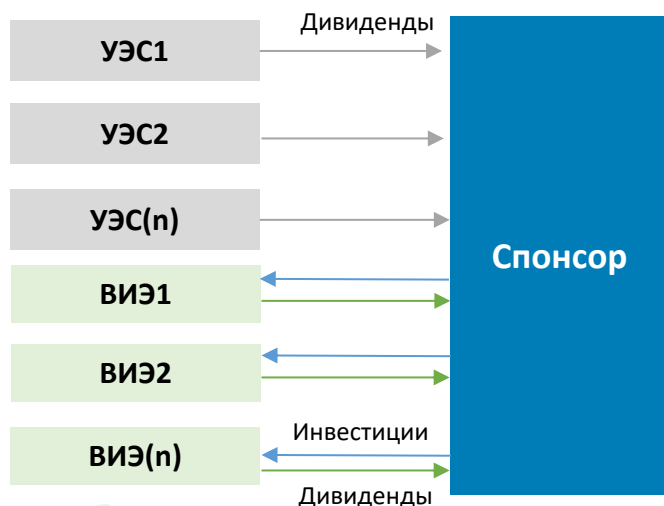 Дивиденды
УЭС1
УЭС2
УЭС(n)
Спонсор
ВИЭ1
ВИЭ2
Инвестиции
ВИЭ(n)
Дивиденды